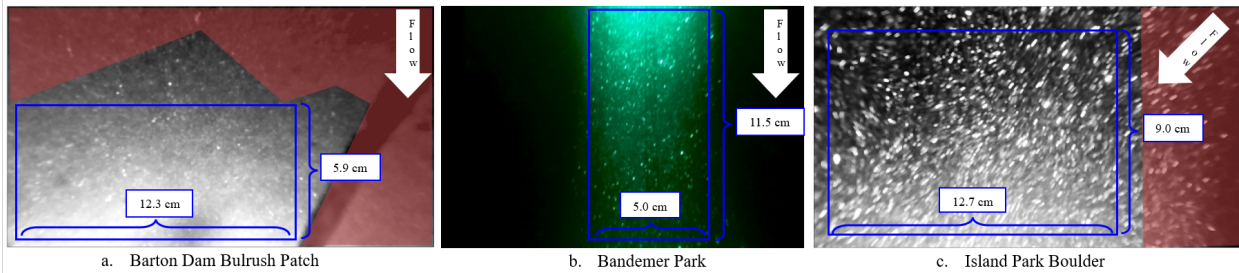 Flow
5.9 cm
12.3 cm
a. Barton Dam Bulrush Patch
Flow
11.5 cm
5.0 cm
b. Bandemer Park
Flow
9.0 cm
12.7 cm
c. Island Park Boulder